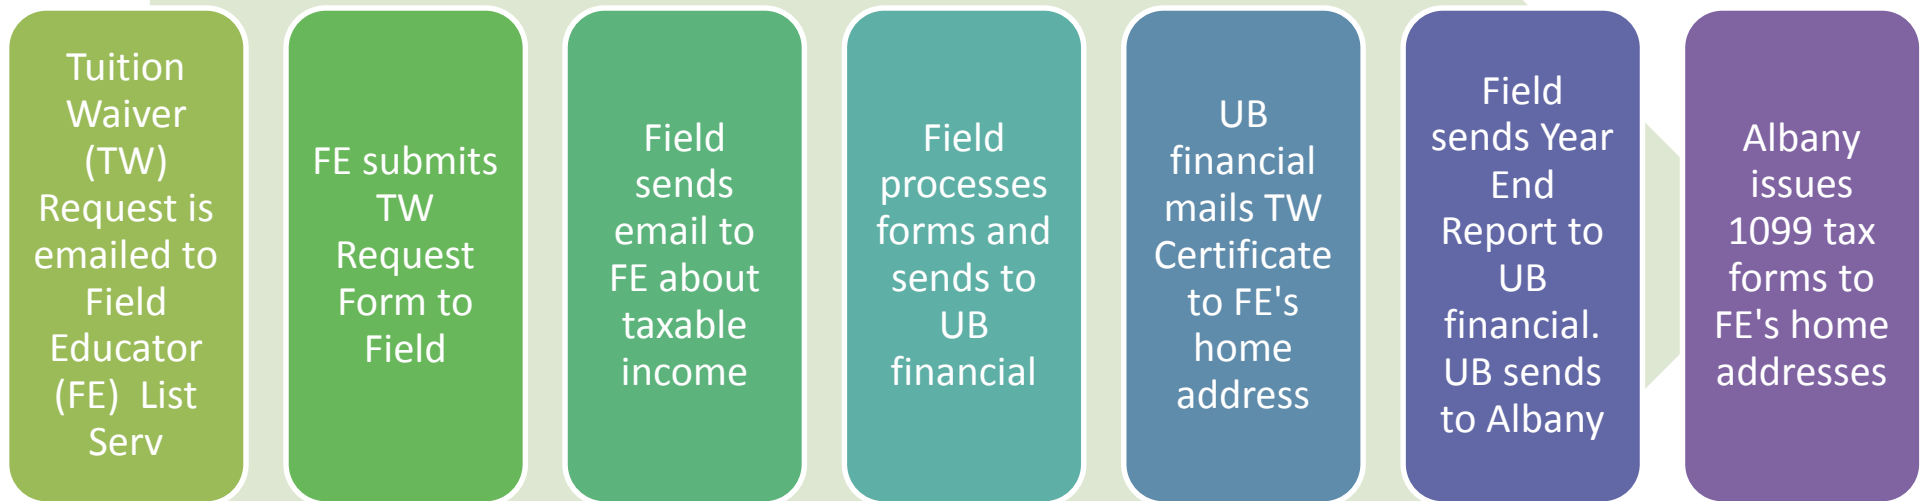 Tuition
Waiver
(TW)
Request is
emailed to
Field
Educator
(FE) List
Serv
FE submits
TW
Request
Form to
Field
Field
sends
email to
FE about
taxable
income
Field
processes
forms and
sends to
UB
financial
UB
financial
mails TW
Certificate
to FE's
home
address
Field
sends Year
End
Report to
UB
financial.
UB sends
to Albany
Albany
issues
1099 tax
forms to
FE's home
addresses